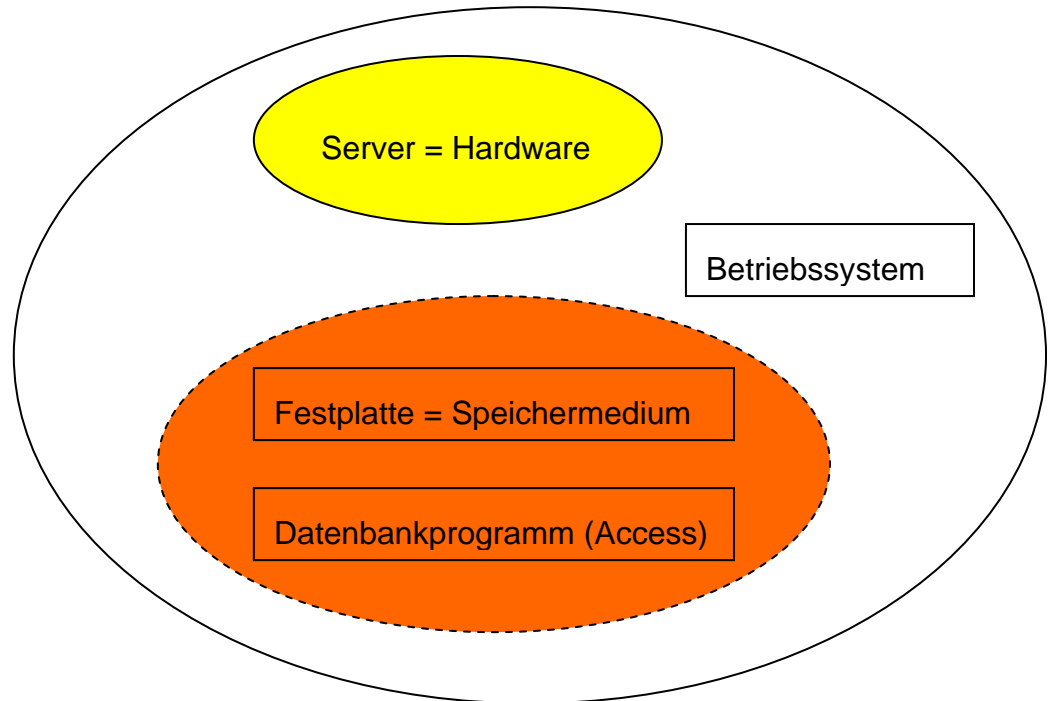 Server = Hardware
Betriebssystem
Festplatte = Speichermedium
Datenbankprogramm (Access)